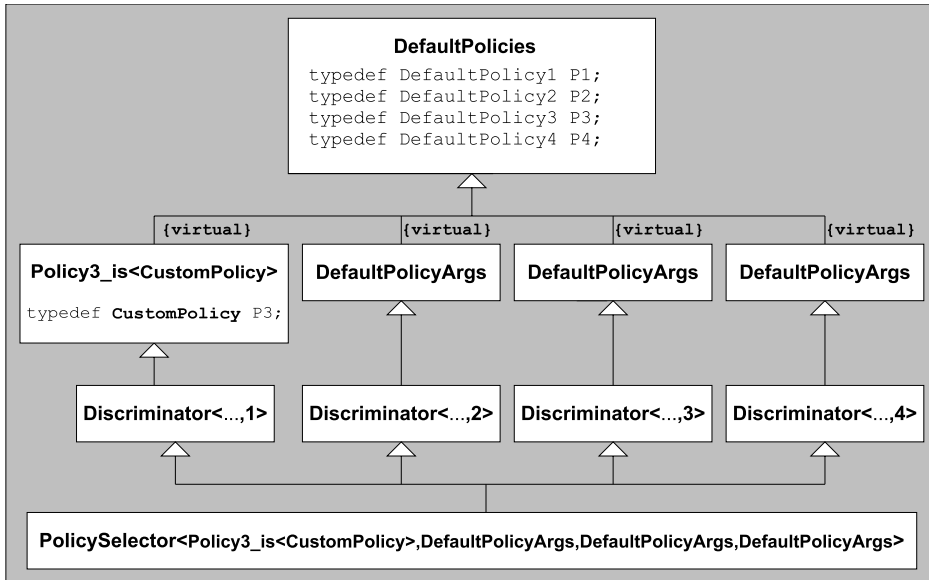 DefaultPolicies
typedef DefaultPolicy1 P1;
typedef DefaultPolicy2 P2;
typedef DefaultPolicy3 P3;
typedef DefaultPolicy4 P4;
{virtual} {virtual} {virtual} {virtual}
Policy3_is<CustomPolicy> DefaultPolicyArgs DefaultPolicyArgs DefaultPolicyArgs
typedef CustomPolicy P3;
Discriminator<...,1> Discriminator<...,2> Discriminator<...,3> Discriminator<...,4>
PolicySelector<Policy3_is<CustomPolicy>,DefaultPolicyArgs,DefaultPolicyArgs,DefaultPolicyArgs>